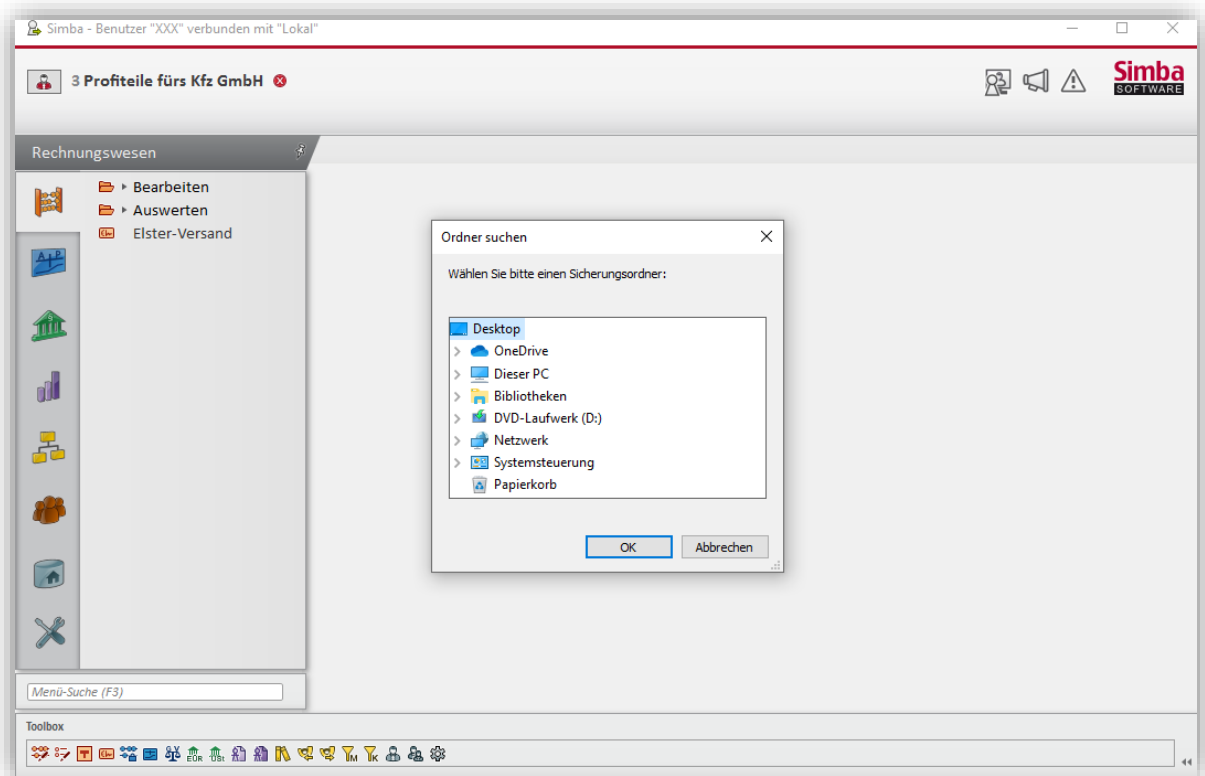 Simba - Benutzer "XXX" verbunden mit "Lokal"
3 Profiteile fürs Kfz GmbH
Simba
SOFTWARE
Rechnungswesen
Bearbeiten
Auswerten
Elster-Versand
Ordner suchen
Wählen Sie bitte einen Sicherungsordner:
Desktop
OneDrive
Dieser PC
Bibliotheken
DVD-Laufwerk (D:)
Netzwerk
Systemsteuerung
Papierkorb
OK
Abbrechen
Menü-Suche (F3)
Toolbox